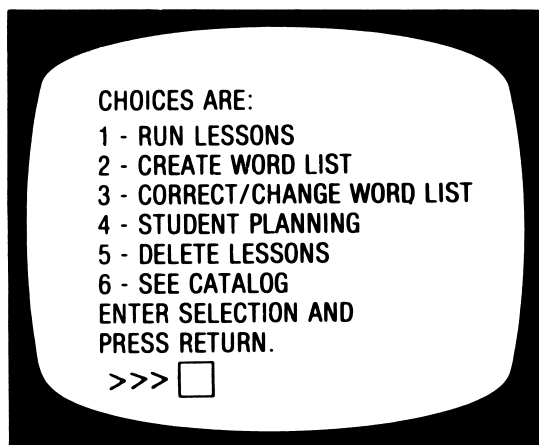 CHOICES ARE:
1 - RUN LESSONS
2 - CREATE WORD LIST
3 - CORRECT/CHANGE WORD LIST
4 - STUDENT PLANNING
5 - DELETE LESSONS
6 - SEE CATALOG
ENTER SELECTION AND
PRESS RETURN.
>>>